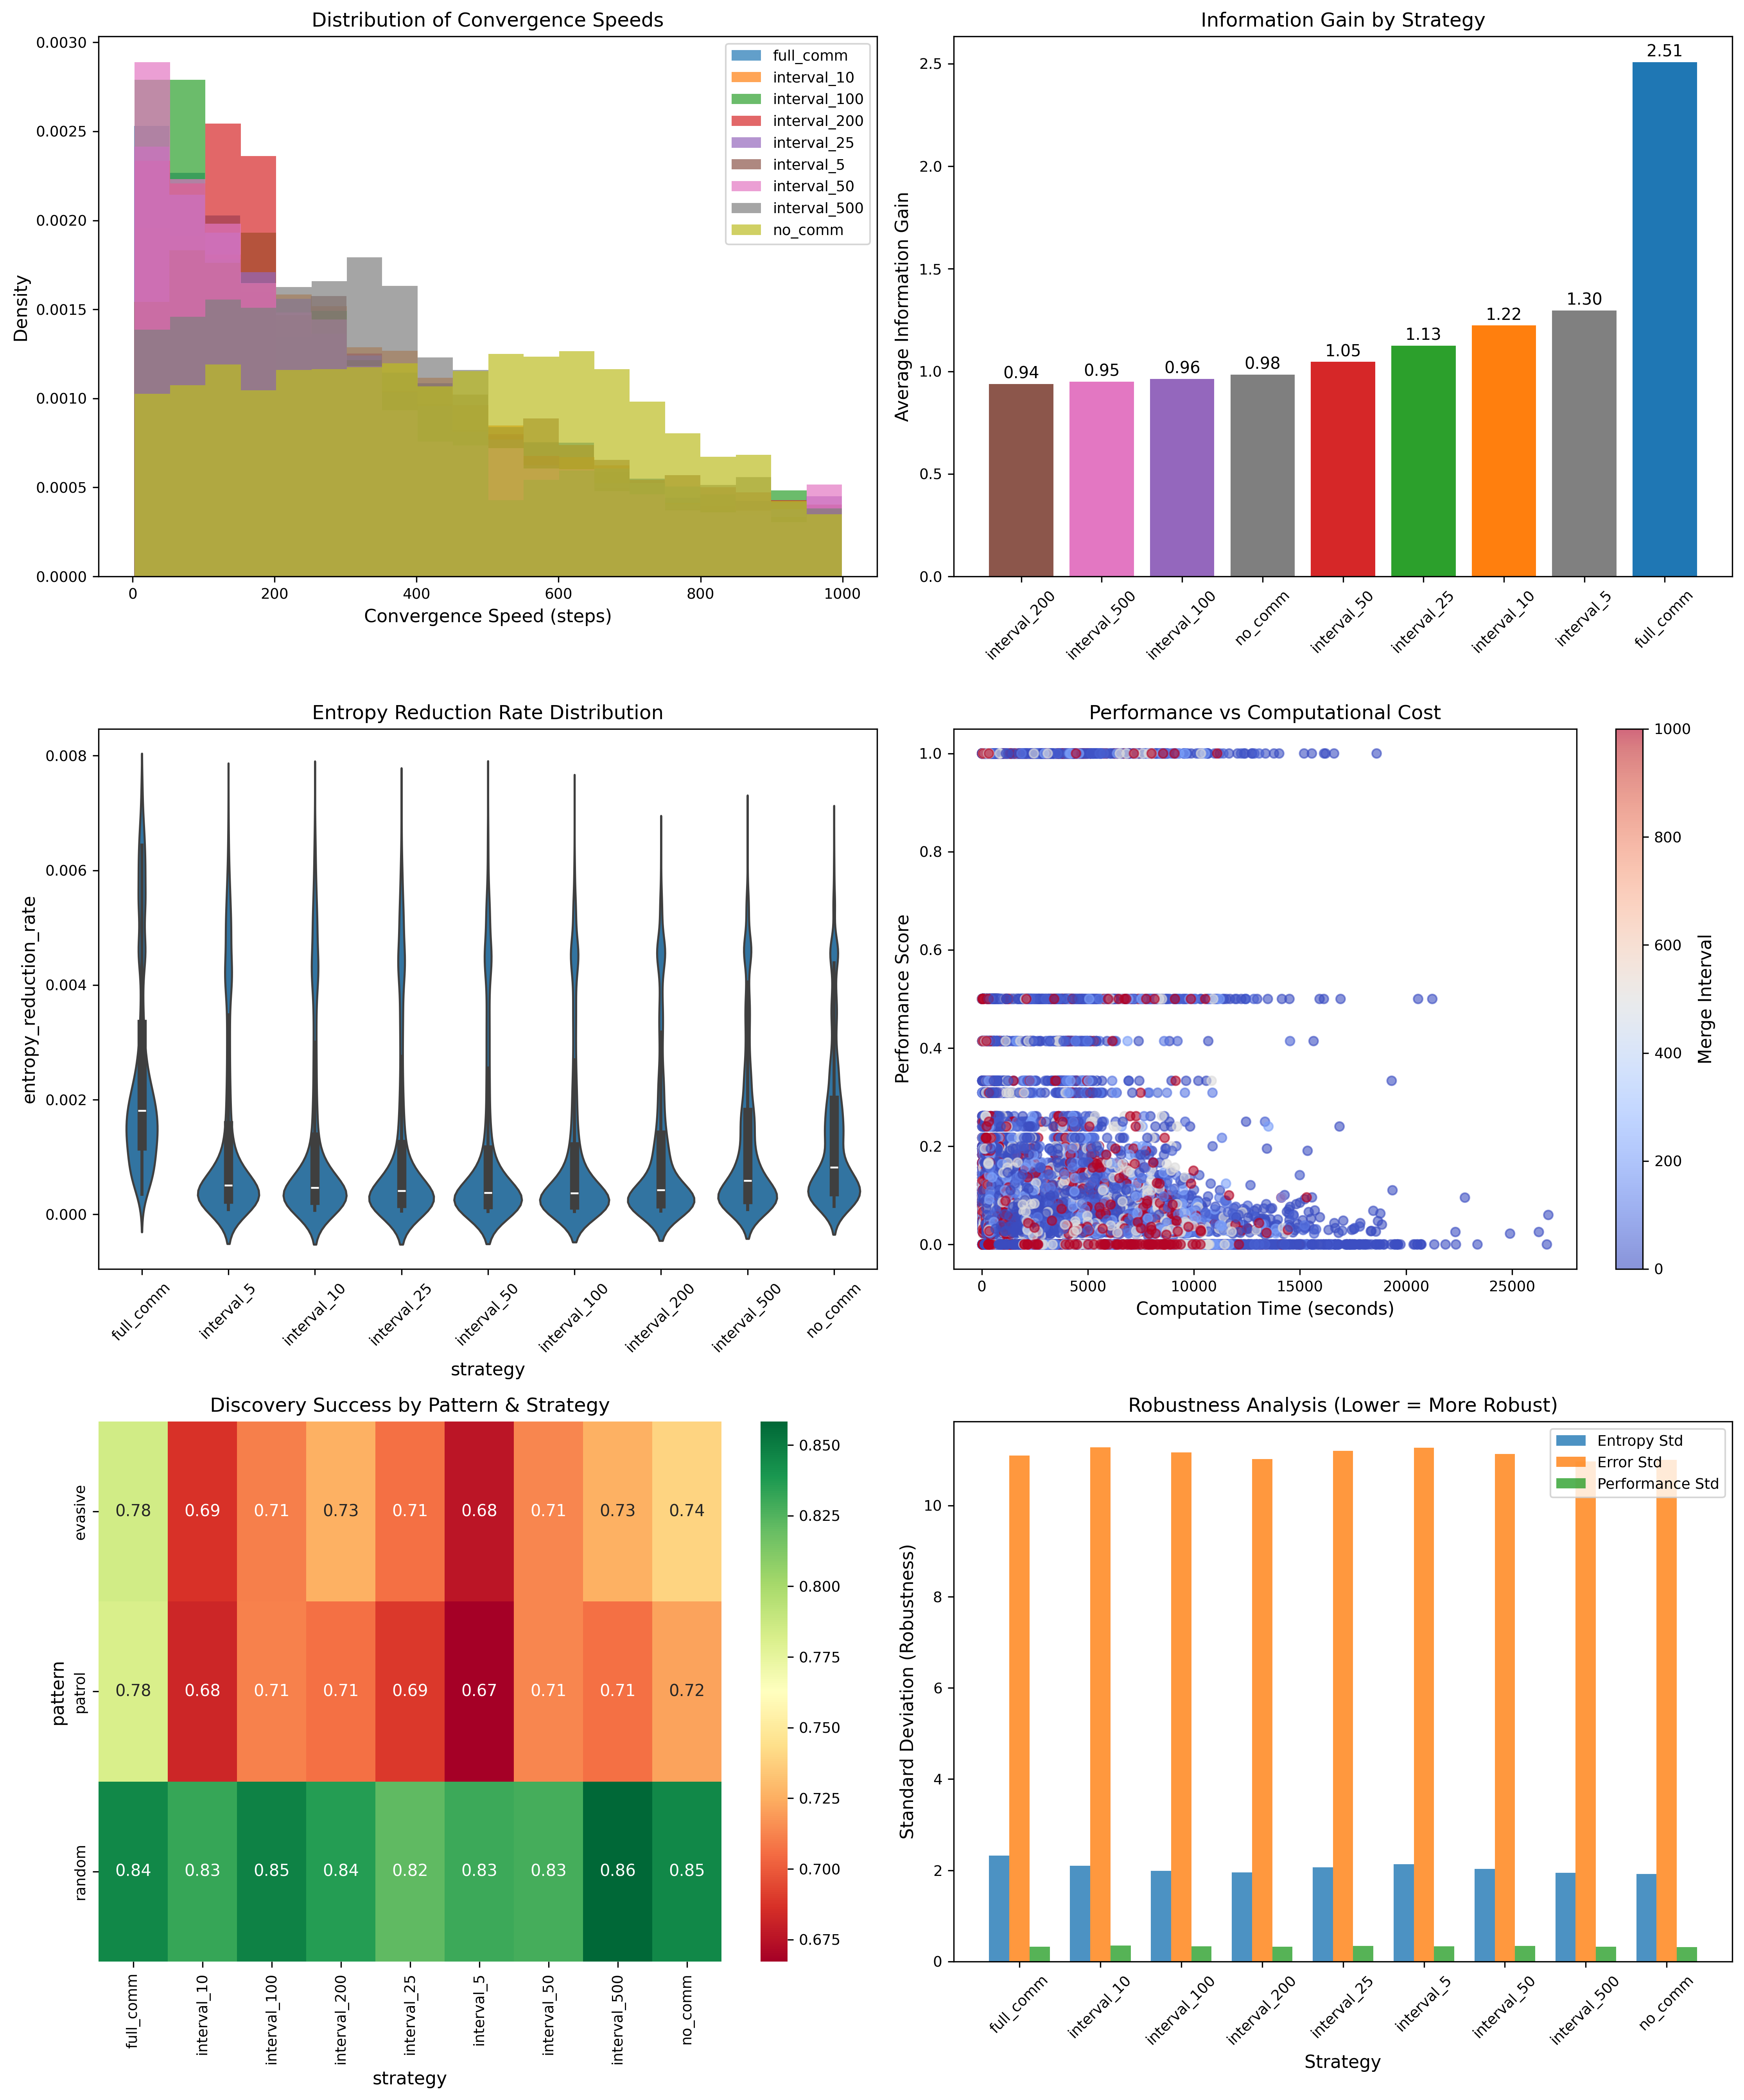 Distribution of Convergence Speeds
Density
0.0030
0.0025
0.0020
0.0015
0.0010
0.0005
0.0000
0 200 400 600 800 1000
Convergence Speed (steps)
full_comm
interval_10
interval_100
interval_200
interval_25
interval_5
interval_50
interval_500
no_comm
Information Gain by Strategy
Average Information Gain
2.5
2.0
1.5
1.0
0.5
0.0
0.94 0.95 0.96 0.98 1.05 1.13 1.22 1.30 2.51
interval_200 interval_500 interval_100 no_comm interval_50 interval_25 interval_10 interval_5 full_comm
Entropy Reduction Rate Distribution
entropy_reduction_rate
0.008
0.006
0.004
0.002
0.000
full_comm interval_5 interval_10 interval_25 interval_50 interval_100 interval_200 interval_500 no_comm
strategy
Performance vs Computational Cost
Performance Score
1.0
0.8
0.6
0.4
0.2
0.0
0 5000 10000 15000 20000 25000
Computation Time (seconds)
1000
800
600
400
200
0
Merge Interval
Discovery Success by Pattern & Strategy
pattern
evasive
0.78 0.69 0.71 0.73 0.71 0.68 0.71 0.73 0.74
patrol
0.78 0.68 0.71 0.71 0.69 0.67 0.71 0.71 0.72
random
0.84 0.83 0.85 0.84 0.82 0.83 0.83 0.86 0.85
full_comm interval_10 interval_100 interval_200 interval_25 interval_5 interval_50 interval_500 no_comm
strategy
0.850
0.825
0.800
0.775
0.750
0.725
0.700
0.675
Robustness Analysis (Lower = More Robust)
Standard Deviation (Robustness)
10
8
6
4
2
0
Entropy Std
Error Std
Performance Std
full_comm interval_10 interval_100 interval_200 interval_25 interval_5 interval_50 interval_500 no_comm
Strategy